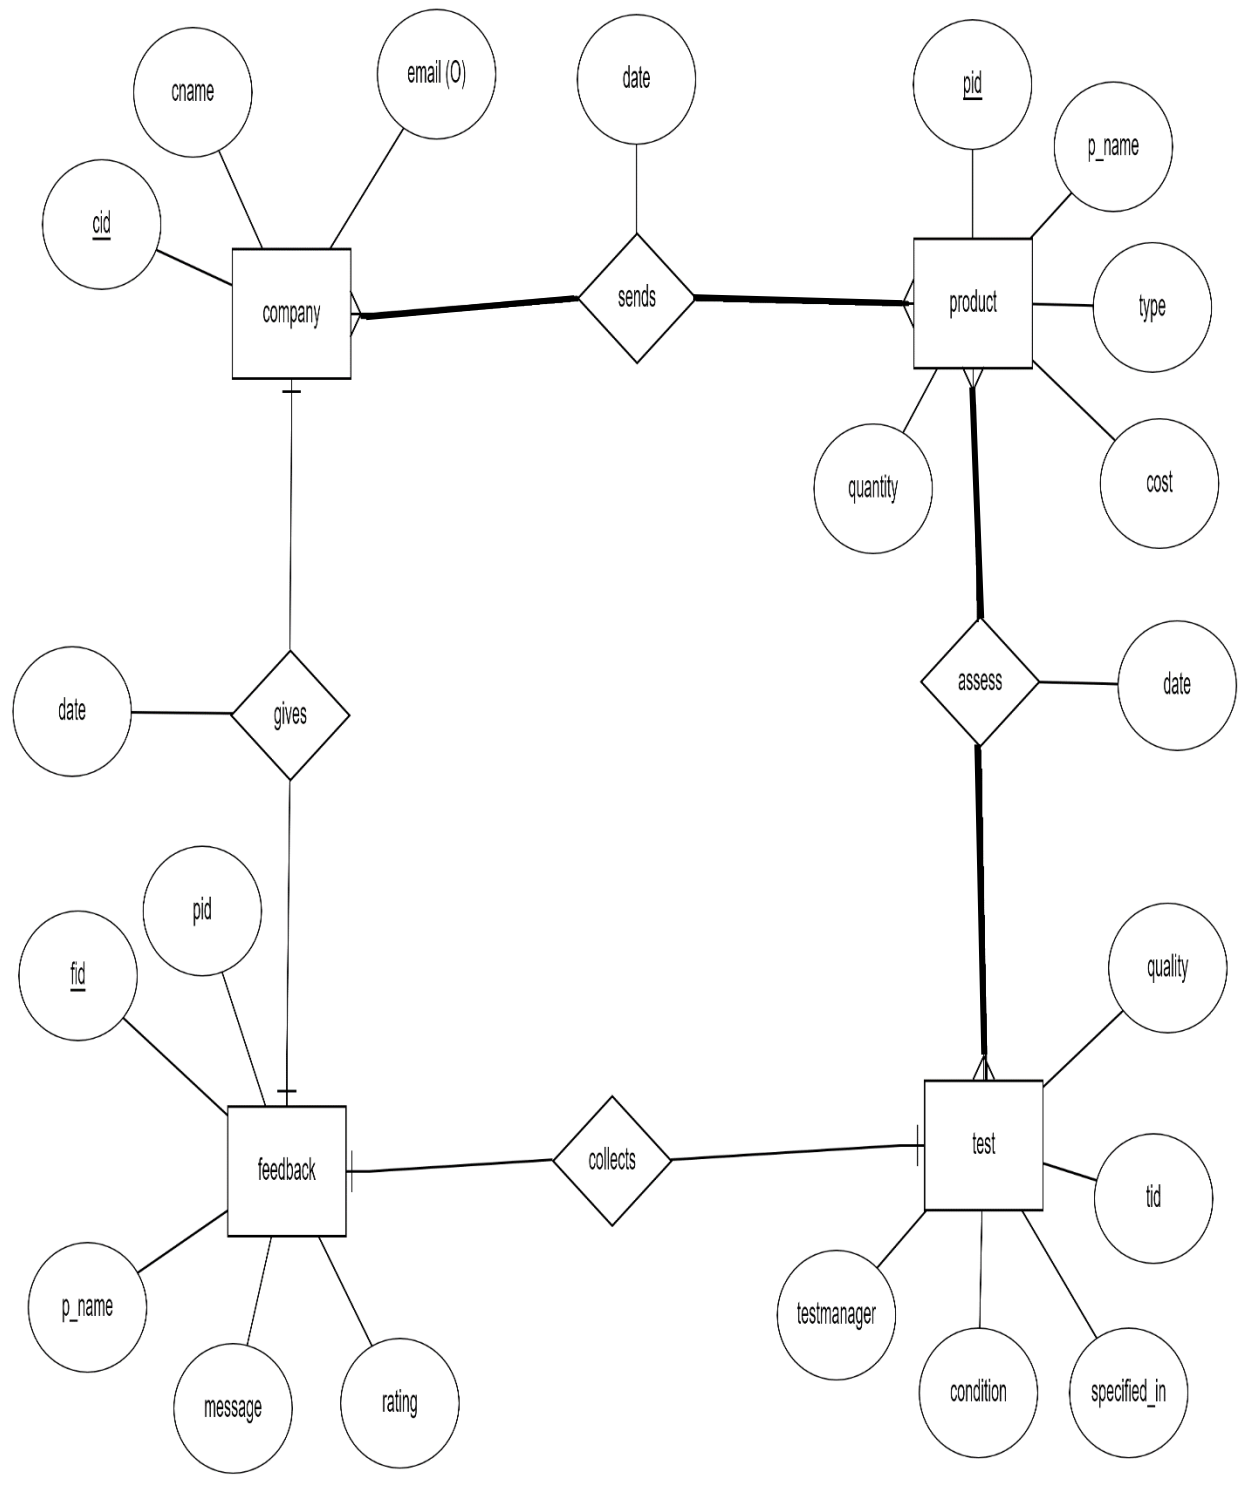 cname
email (O)
date
pid
p_name
cid
company
sends
product
type
quantity
cost
date
gives
assess
date
pid
fid
quality
feedback
collects
test
tid
p_name
message
rating
testmanager
condition
specified_in